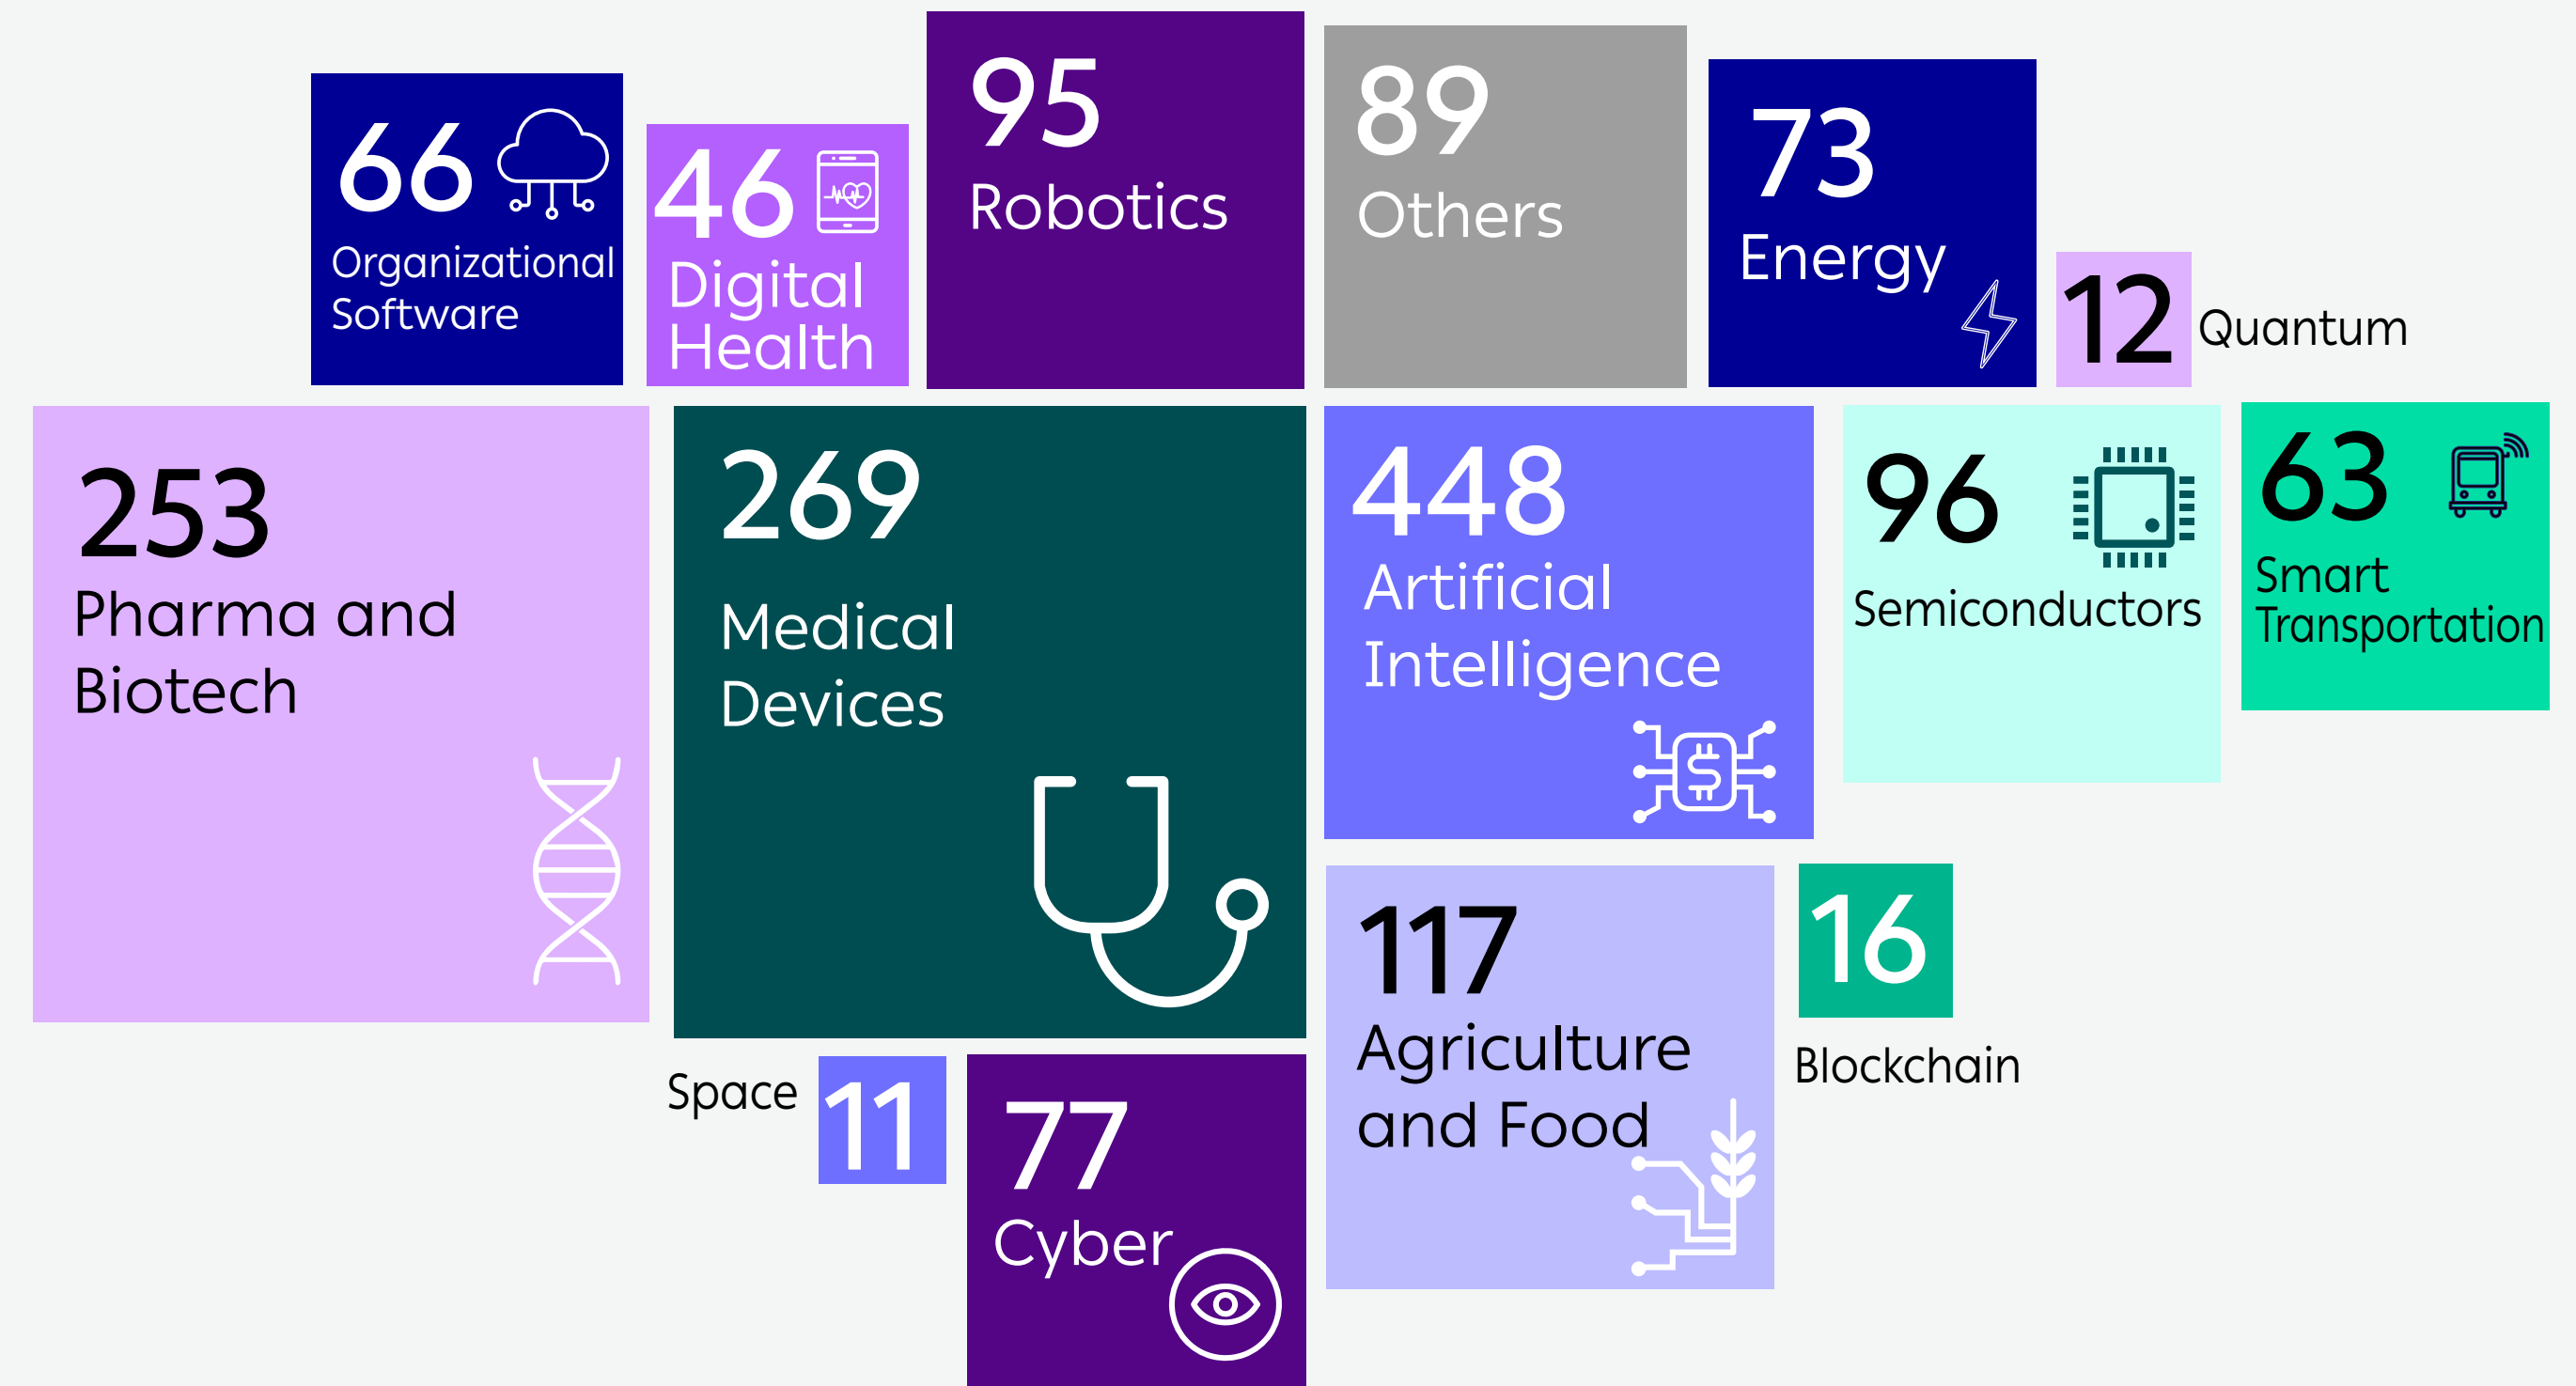 66
Organizational
Software
46
Digital
Health
95
Robotics
89
Others
73
Energy
12
Quantum
253
Pharma and
Biotech
269
Medical
Devices
448
Artificial
Intelligence
96
Semiconductors
63
Smart
Transportation
117
Agriculture
and Food
16
Blockchain
Space
11
77
Cyber